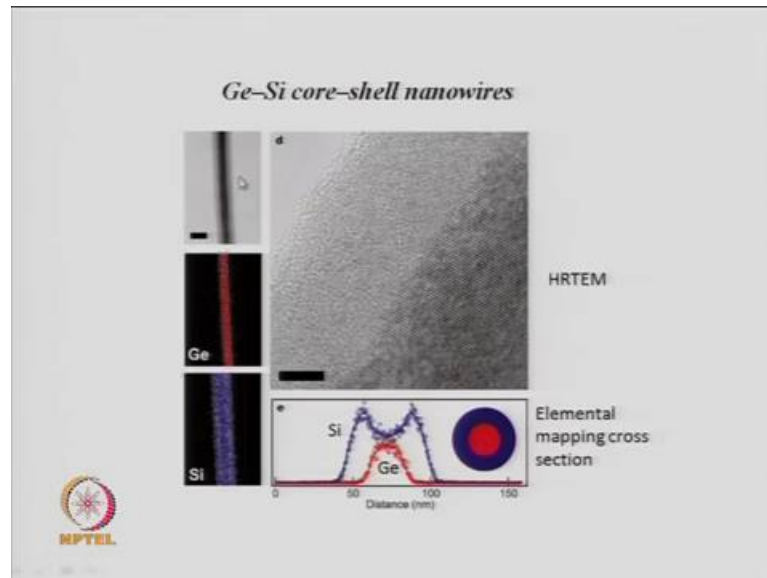 Ge–Si core–shell nanowires
d
HRTEM
Ge
Si
e
Si
Ge
0
50
100
150
Distance (nm)
Elemental
mapping cross
section
NPTEL